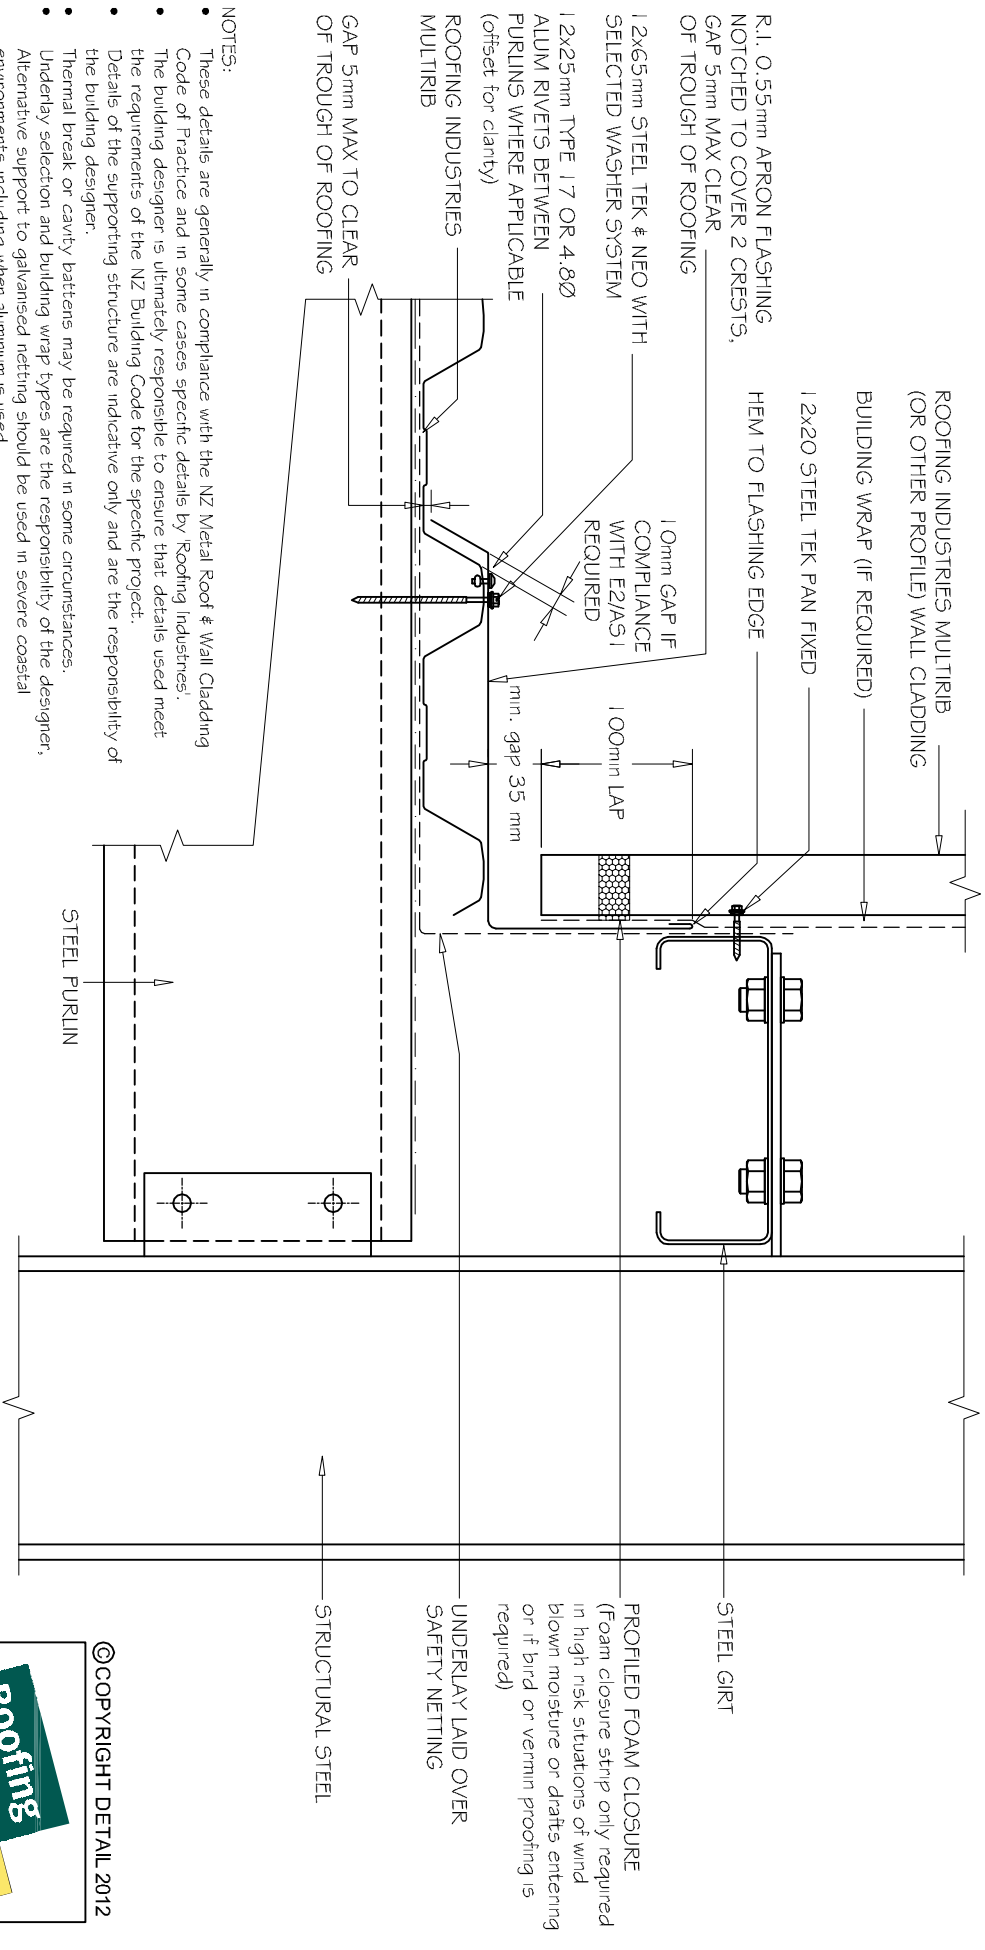 ROOFING INDUSTRIES MULTIRIB
(OR OTHER PROFILE) WALL CLADDING
BUILDING WRAP (IF REQUIRED)
12x20 STEEL TEK PAN FIXED
HEM TO FLASHING EDGE
R.I. 0.55mm APRON FLASHING
NOTCHED TO COVER 2 CRESTS,
GAP 5mm MAX CLEAR
OF TROUGH OF ROOFING
12x65mm STEEL TEK & NEO WITH
SELECTED WASHER SYSTEM
12x25mm TYPE 17 OR 4.8Ø
ALUM RIVETS BETWEEN
PURLINS WHERE APPLICABLE
(offset for clarity)
ROOFING INDUSTRIES
MULTIRIB
GAP 5mm MAX TO CLEAR
OF TROUGH OF ROOFING
10mm GAP IF
COMPLIANCE
WITH E2/AS1
REQUIRED
100min LAP
min. gap 35 mm
STEEL GIRT
PROFILED FOAM CLOSURE
(Foam closure strip only required
in high risk situations of wind
blown moisture or drafts entering
or if bird or vermin proofing is
required)
UNDERLAY LAID OVER
SAFETY NETTING
STRUCTURAL STEEL
STEEL PURLIN
NOTES:
• These details are generally in compliance with the NZ Metal Roof & Wall Cladding
Code of Practice and in some cases specific details by 'Roofing Industries'.
• The building designer is ultimately responsible to ensure that details used meet
the requirements of the NZ Building Code for the specific project.
• Details of the supporting structure are indicative only and are the responsibility of
the building designer.
• Thermal break or cavity battens may be required in some circumstances.
• Underlay selection and building wrap types are the responsibility of the designer,
Alternative support to galvanised netting should be used in severe coastal
environments including when aluminium is used
©COPYRIGHT DETAIL 2012
Roofing